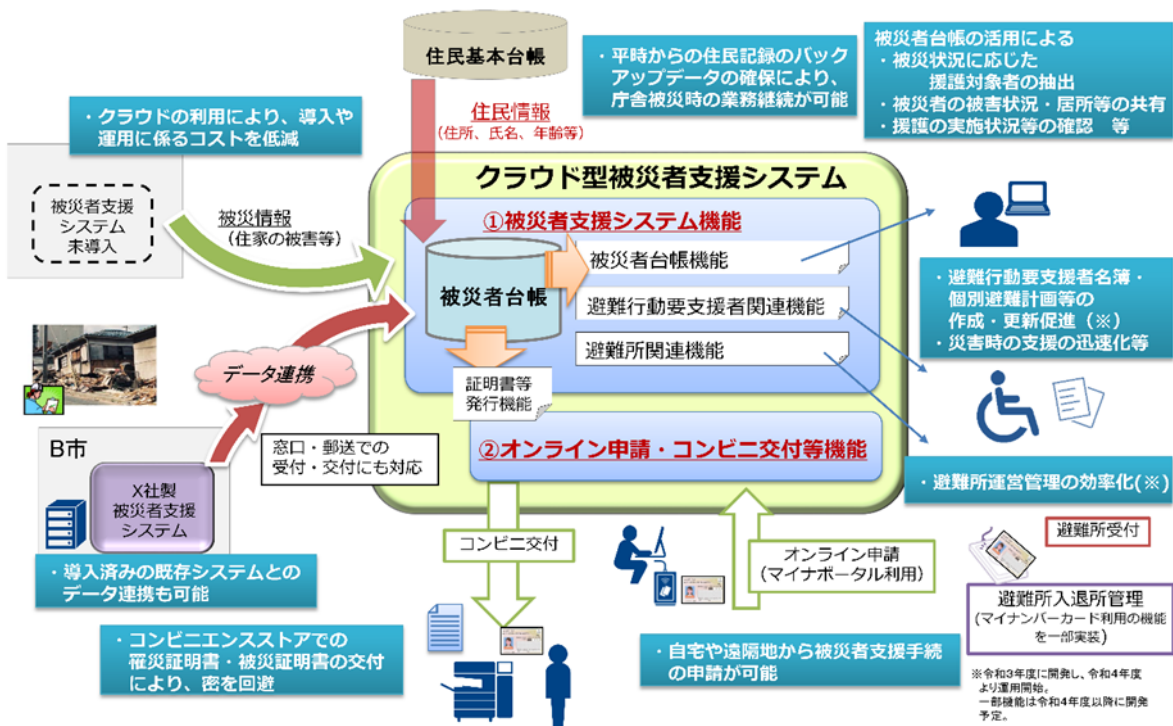 住民基本台帳
住民情報
（住所、氏名、年齢等）
・平時からの住民記録のバック
アップデータの確保により、
庁舎被災時の業務継続が可能
被災者台帳の活用による
・被災状況に応じた
援護対象者の抽出
・被災者の被害状況・居所等の共有
・援護の実施状況等の確認　等
・クラウドの利用により、導入や
運用に係るコストを低減
被災者支援
システム
未導入
被災情報
（住家の被害等）
クラウド型被災者支援システム
①被災者支援システム機能
被災者台帳
被災者台帳機能
避難行動要支援者関連機能
避難所関連機能
証明書等
発行機能
②オンライン申請・コンビニ交付等機能
・避難行動要支援者名簿・
個別避難計画等の
作成・更新促進（※）
・災害時の支援の迅速化等
・避難所運営管理の効率化(※)
データ連携
B市
X社製
被災者支援
システム
窓口・郵送での
受付・交付にも対応
・導入済みの既存システムとの
データ連携も可能
コンビニ交付
・コンビニエンスストアでの
罹災証明書・被災証明書の交付
により、密を回避
オンライン申請
（マイナポータル利用）
・自宅や遠隔地から被災者支援手続
の申請が可能
避難所受付
避難所入退所管理
(マイナンバーカード利用の機能
を一部実装)
※令和3年度に開発し、令和4年度
より運用開始。
一部機能は令和4年度以降に開発
予定。